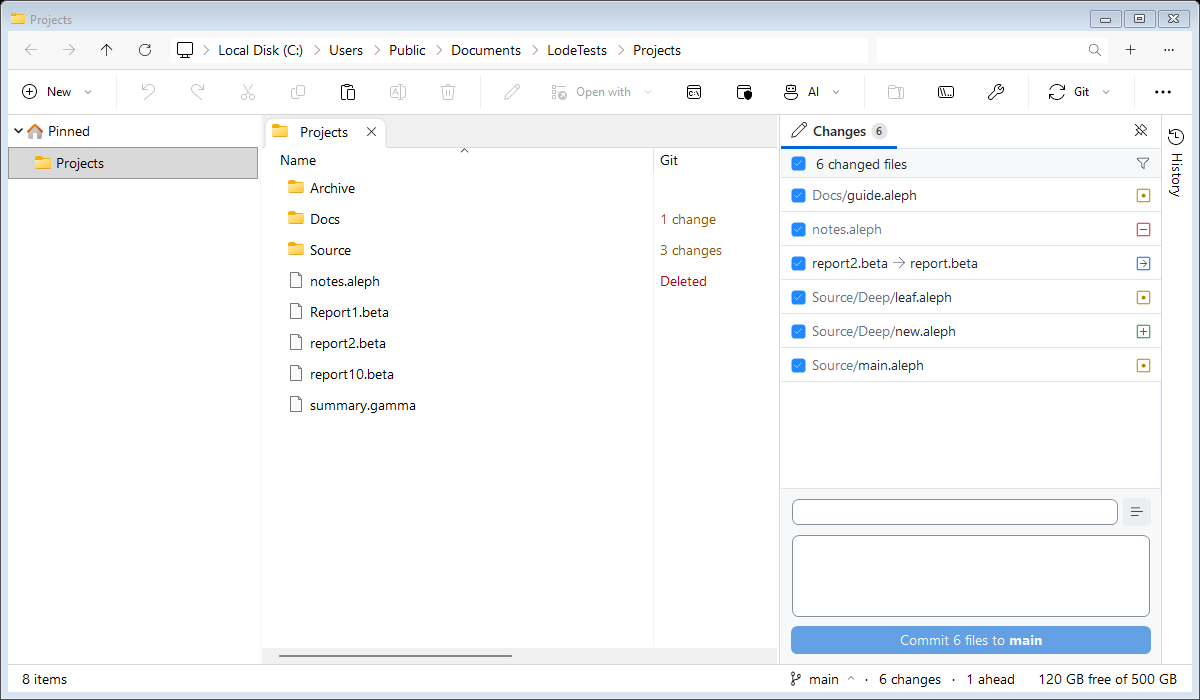 Projects
Local Disk (C:) Users Public Documents LodeTests Projects
New Open with AI Git
Pinned
Projects
Projects
Name Git
Archive
Docs 1 change
Source 3 changes
notes.aleph Deleted
Report1.beta
report2.beta
report10.beta
summary.gamma
Changes 6
6 changed files
Docs/guide.aleph
notes.aleph
report2.beta → report.beta
Source/Deep/leaf.aleph
Source/Deep/new.aleph
Source/main.aleph
Commit 6 files to main
History
8 items
main · 6 changes · 1 ahead 120 GB free of 500 GB